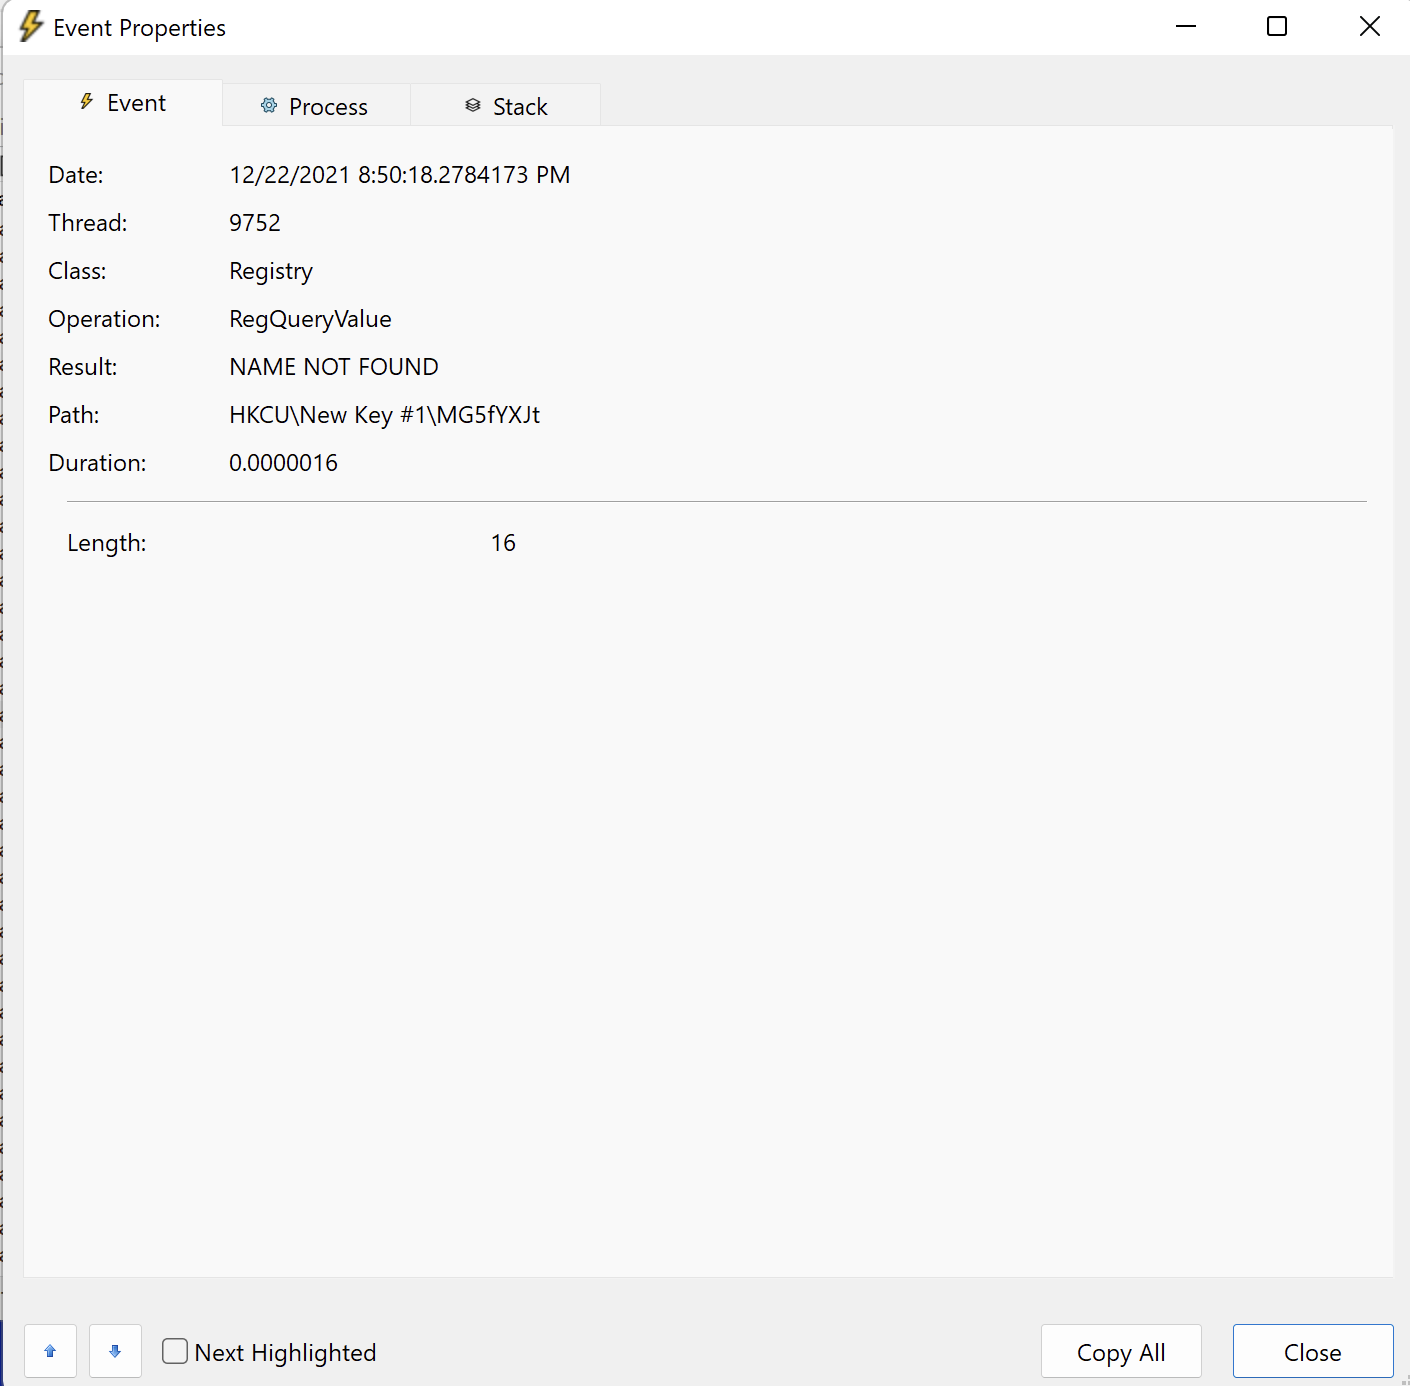 Event Properties
Event Process Stack
Date: 12/22/2021 8:50:18.2784173 PM
Thread: 9752
Class: Registry
Operation: RegQueryValue
Result: NAME NOT FOUND
Path: HKCU\New Key #1\MG5fYXJt
Duration: 0.0000016
Length: 16
Next Highlighted Copy All Close